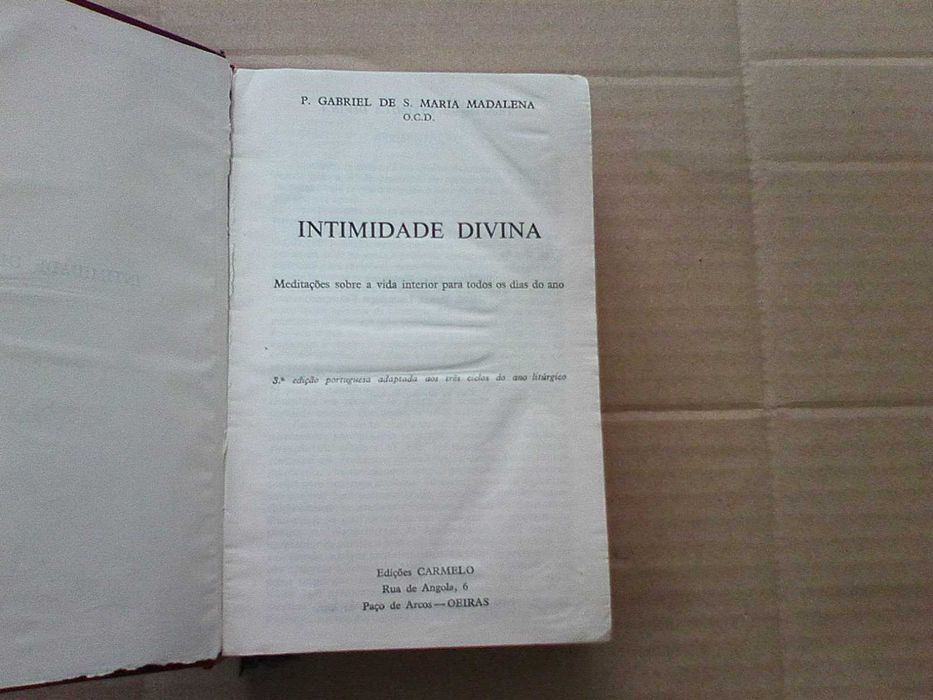 P. GABRIEL DE S. MARIA MADALENA
O.C.D.
INTIMIDADE DIVINA
Meditações sobre a vida interior para todos os dias do ano
3.ª edição portuguesa adaptada aos três ciclos do ano litúrgico
Edições CARMELO
Rua de Angola, 6
Paço de Arcos — OEIRAS